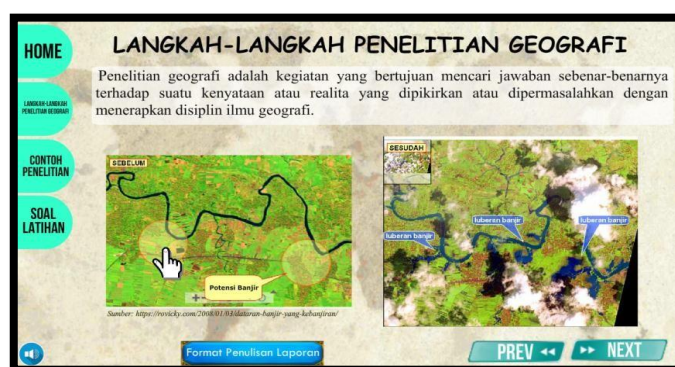 HOME
LANGKAH-LANGKAH PENELITIAN GEOGRAFI
Penelitian geografi adalah kegiatan yang bertujuan mencari jawaban sebenar-benarnya
terhadap suatu kenyataan atau realita yang dipikirkan atau dipermasalahkan dengan
menerapkan disiplin ilmu geografi.
LANGKAH-LANGKAH
PENELITIAN GEOGRAFI
CONTOH
PENELITIAN
SOAL
LATIHAN
SEBELUM
Potensi Banjir
SESUDAH
luberan banjir
luberan banjir
luberan banjir
Sumber: https://rovicky.com/2008/01/03/dataran-banjir-yang-kebanjiran/
Format Penulisan Laporan
PREV
NEXT